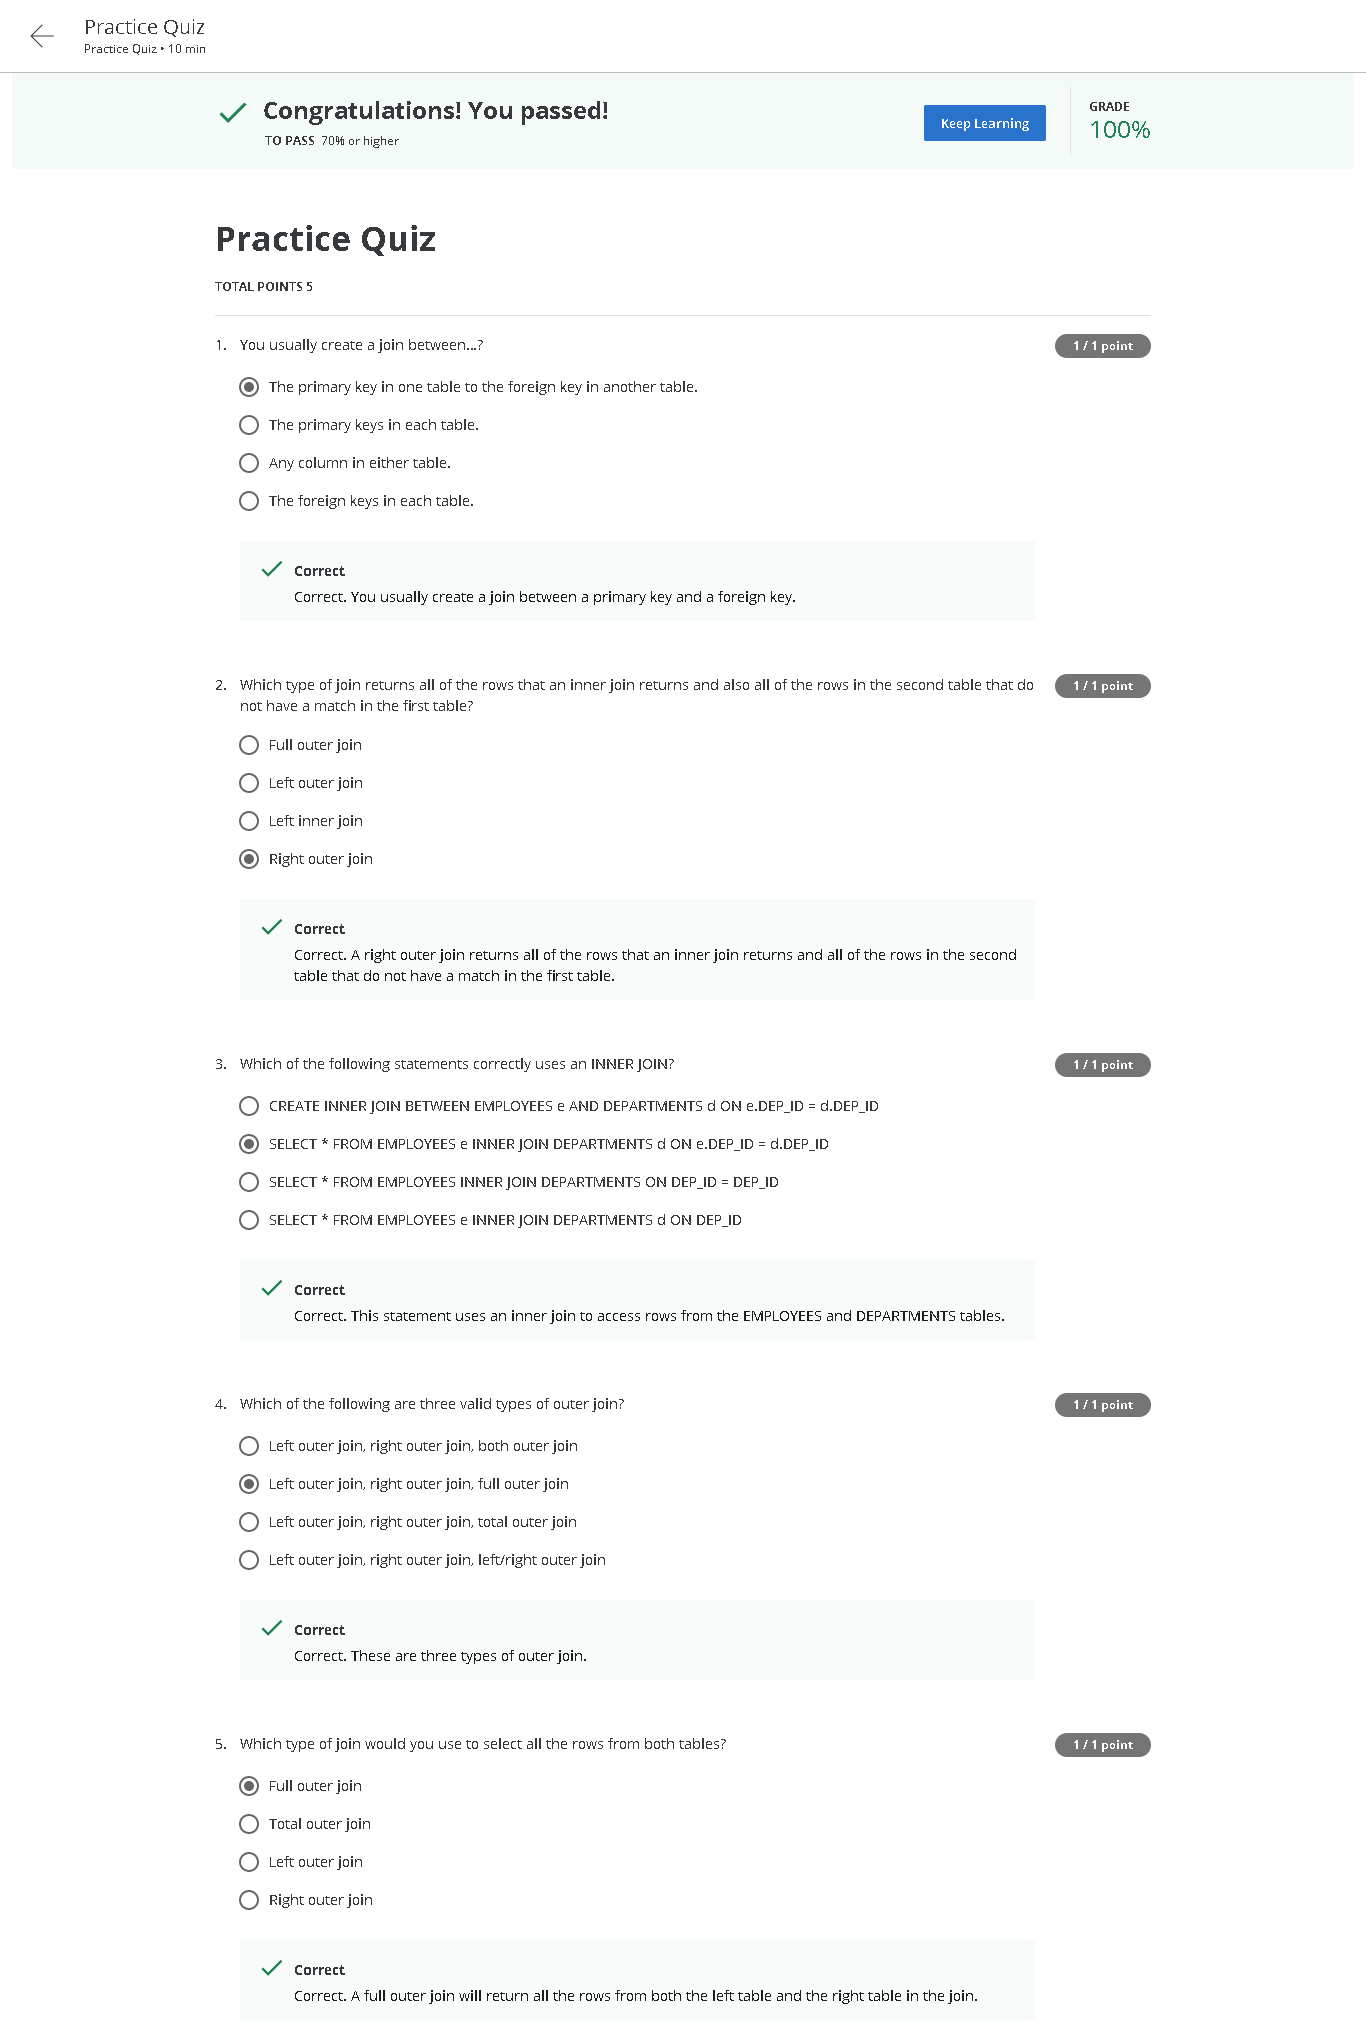 Practice Quiz
Practice Quiz • 10 min
Congratulations! You passed!
TO PASS 70% or higher
Keep Learning
GRADE
100%
Practice Quiz
TOTAL POINTS 5
1. You usually create a join between...?
1 / 1 point
The primary key in one table to the foreign key in another table.
The primary keys in each table.
Any column in either table.
The foreign keys in each table.
Correct
Correct. You usually create a join between a primary key and a foreign key.
2. Which type of join returns all of the rows that an inner join returns and also all of the rows in the second table that do
not have a match in the first table?
1 / 1 point
Full outer join
Left outer join
Left inner join
Right outer join
Correct
Correct. A right outer join returns all of the rows that an inner join returns and all of the rows in the second
table that do not have a match in the first table.
3. Which of the following statements correctly uses an INNER JOIN?
1 / 1 point
CREATE INNER JOIN BETWEEN EMPLOYEES e AND DEPARTMENTS d ON e.DEP_ID = d.DEP_ID
SELECT * FROM EMPLOYEES e INNER JOIN DEPARTMENTS d ON e.DEP_ID = d.DEP_ID
SELECT * FROM EMPLOYEES INNER JOIN DEPARTMENTS ON DEP_ID = DEP_ID
SELECT * FROM EMPLOYEES e INNER JOIN DEPARTMENTS d ON DEP_ID
Correct
Correct. This statement uses an inner join to access rows from the EMPLOYEES and DEPARTMENTS tables.
4. Which of the following are three valid types of outer join?
1 / 1 point
Left outer join, right outer join, both outer join
Left outer join, right outer join, full outer join
Left outer join, right outer join, total outer join
Left outer join, right outer join, left/right outer join
Correct
Correct. These are three types of outer join.
5. Which type of join would you use to select all the rows from both tables?
1 / 1 point
Full outer join
Total outer join
Left outer join
Right outer join
Correct
Correct. A full outer join will return all the rows from both the left table and the right table in the join.